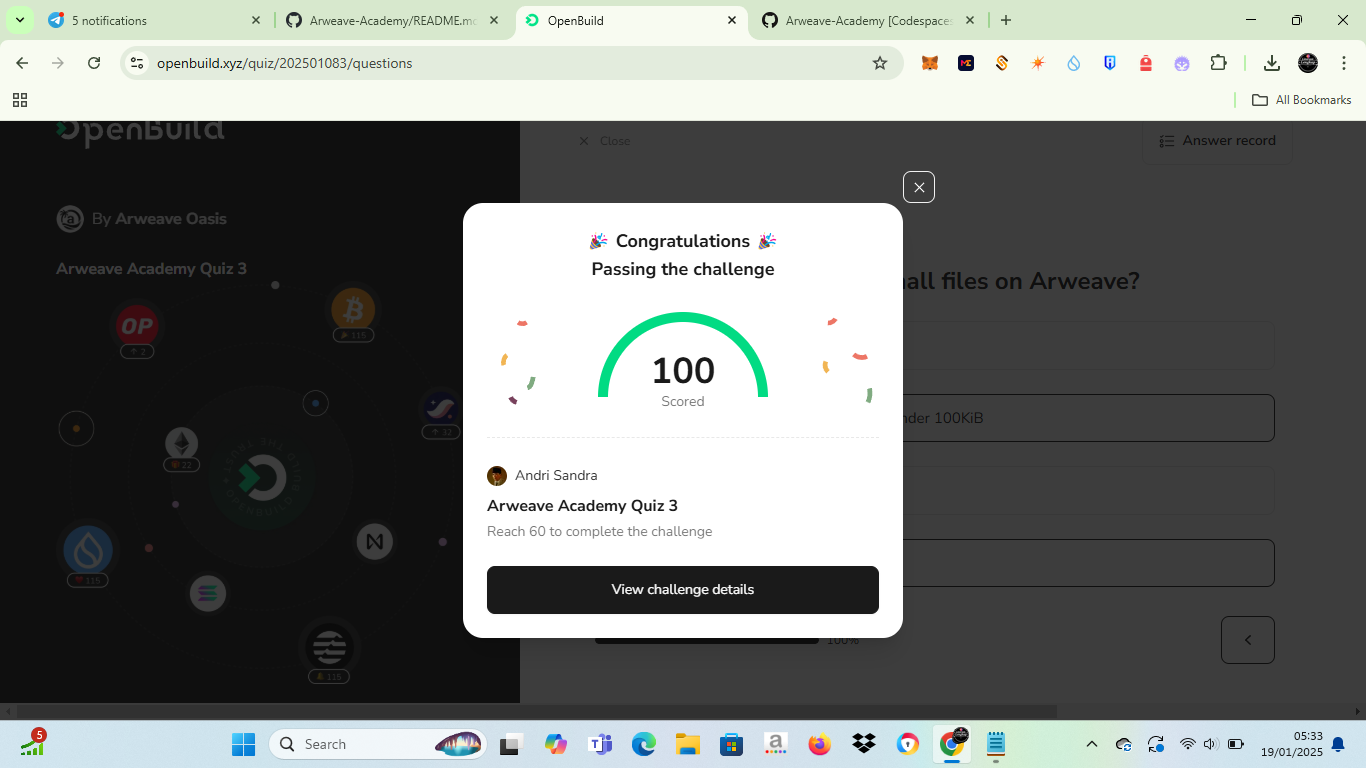 5 notifications
Arweave-Academy/README.md
OpenBuild
Arweave-Academy [Codespaces
openbuild.xyz/quiz/202501083/questions
All Bookmarks
OpenBuild
Close
Answer record
By Arweave Oasis
Arweave Academy Quiz 3
Congratulations
Passing the challenge
all files on Arweave?
OP
2
115
100
Scored
nder 100KiB
32
22
Andri Sandra
Arweave Academy Quiz 3
Reach 60 to complete the challenge
115
View challenge details
100%
115
5
Search
05:33
19/01/2025